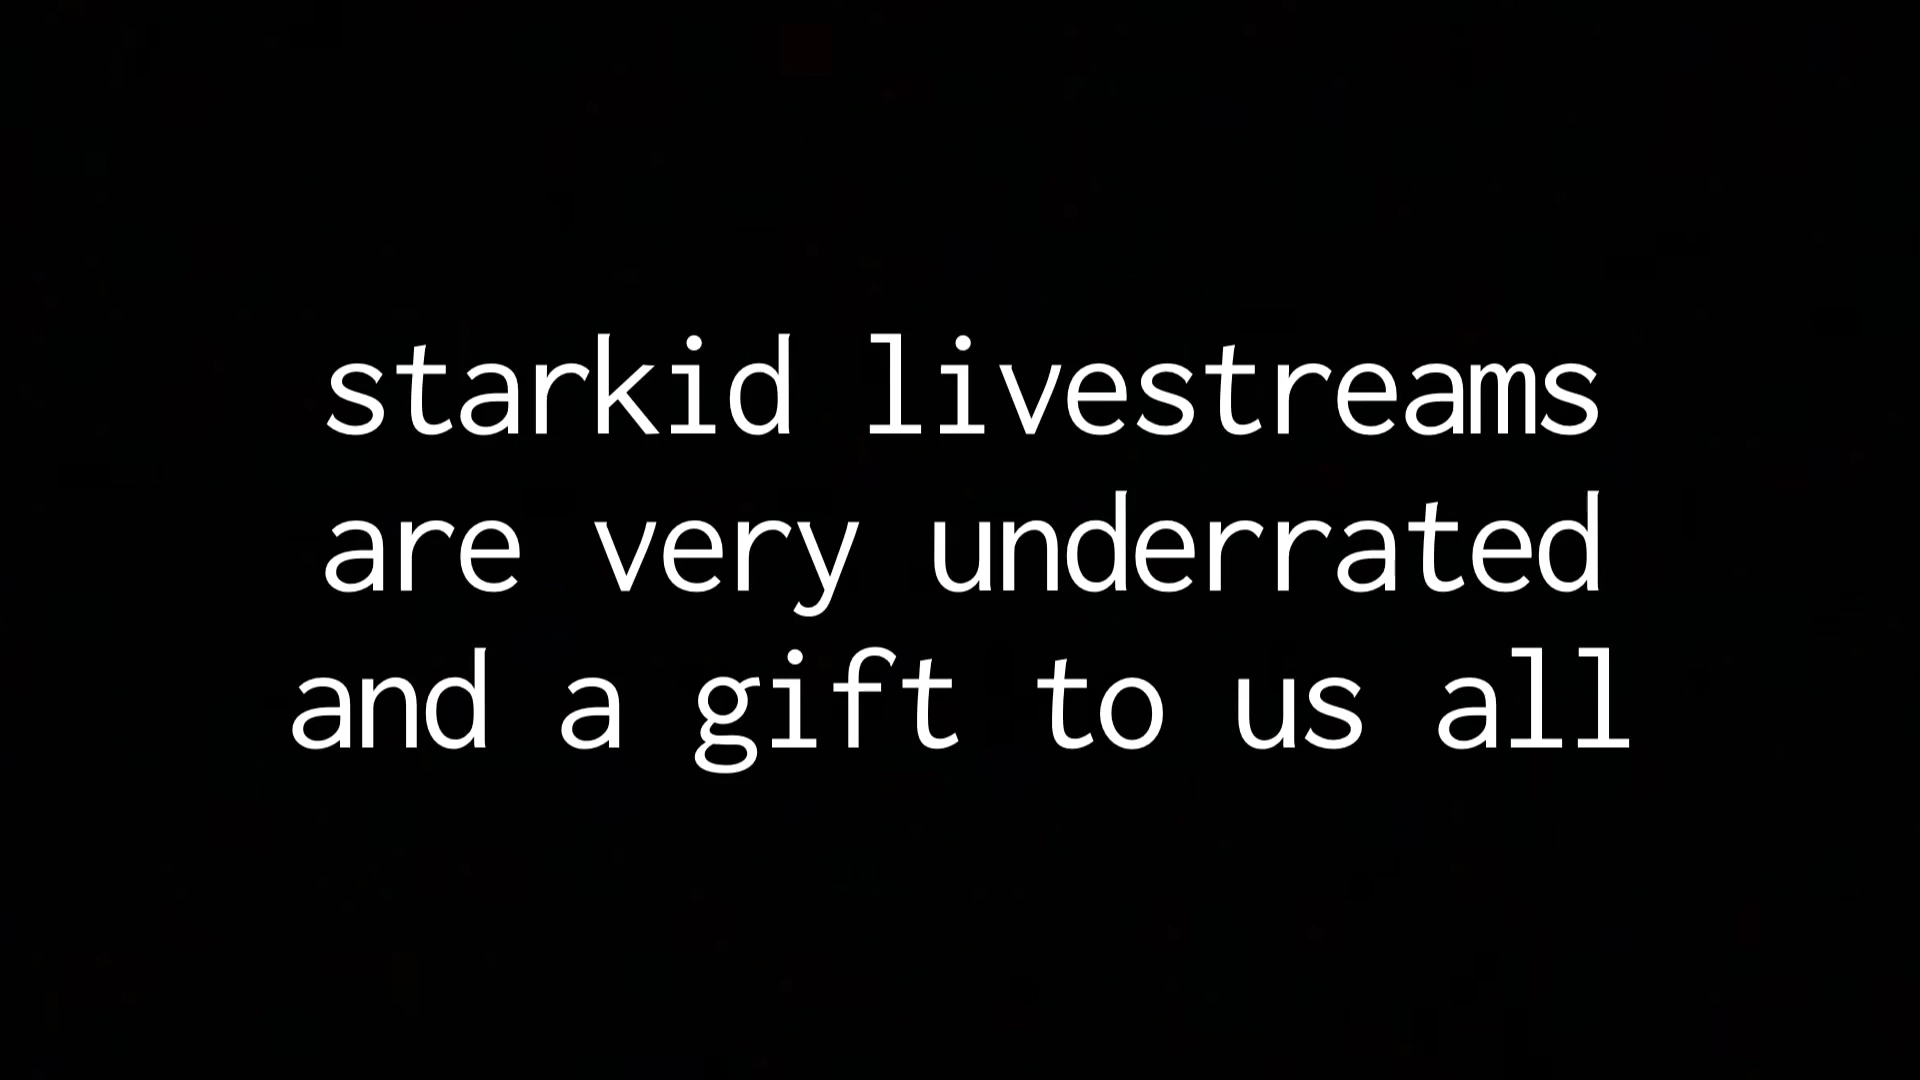 starkid livestreams
are very underrated
and a gift to us all